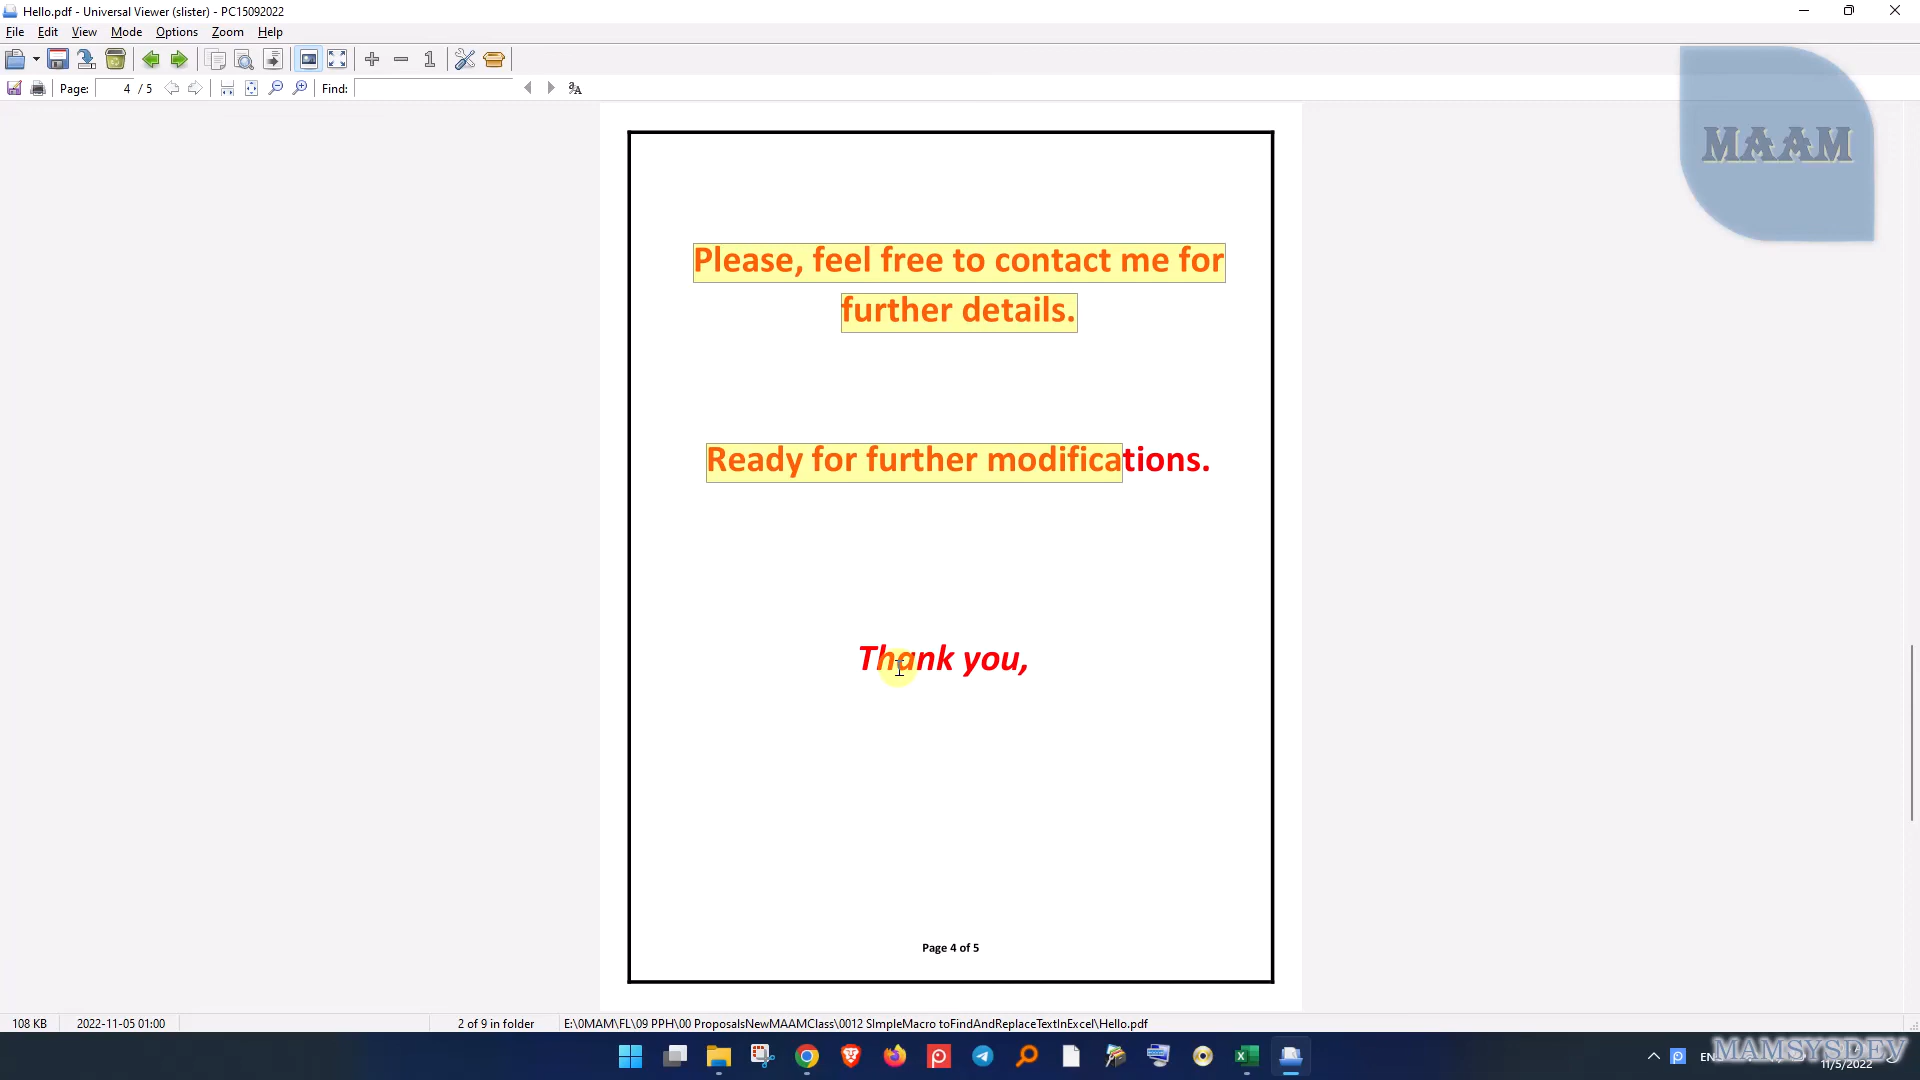 Hello.pdf - Universal Viewer (slister) - PC15092022
File Edit View Mode Options Zoom Help
1
Page: 4 / 5 Find:
MAAM
Please, feel free to contact me for
further details.
Ready for further modifications.
Thank you,
Page 4 of 5
108 KB 2022-11-05 01:00 2 of 9 in folder E:\0MAM\FL\09 PPH\00 ProposalsNewMAAMClass\0012 SImpleMacro toFindAndReplaceTextInExcel\Hello.pdf
MAMSYSDEV
11/5/2022